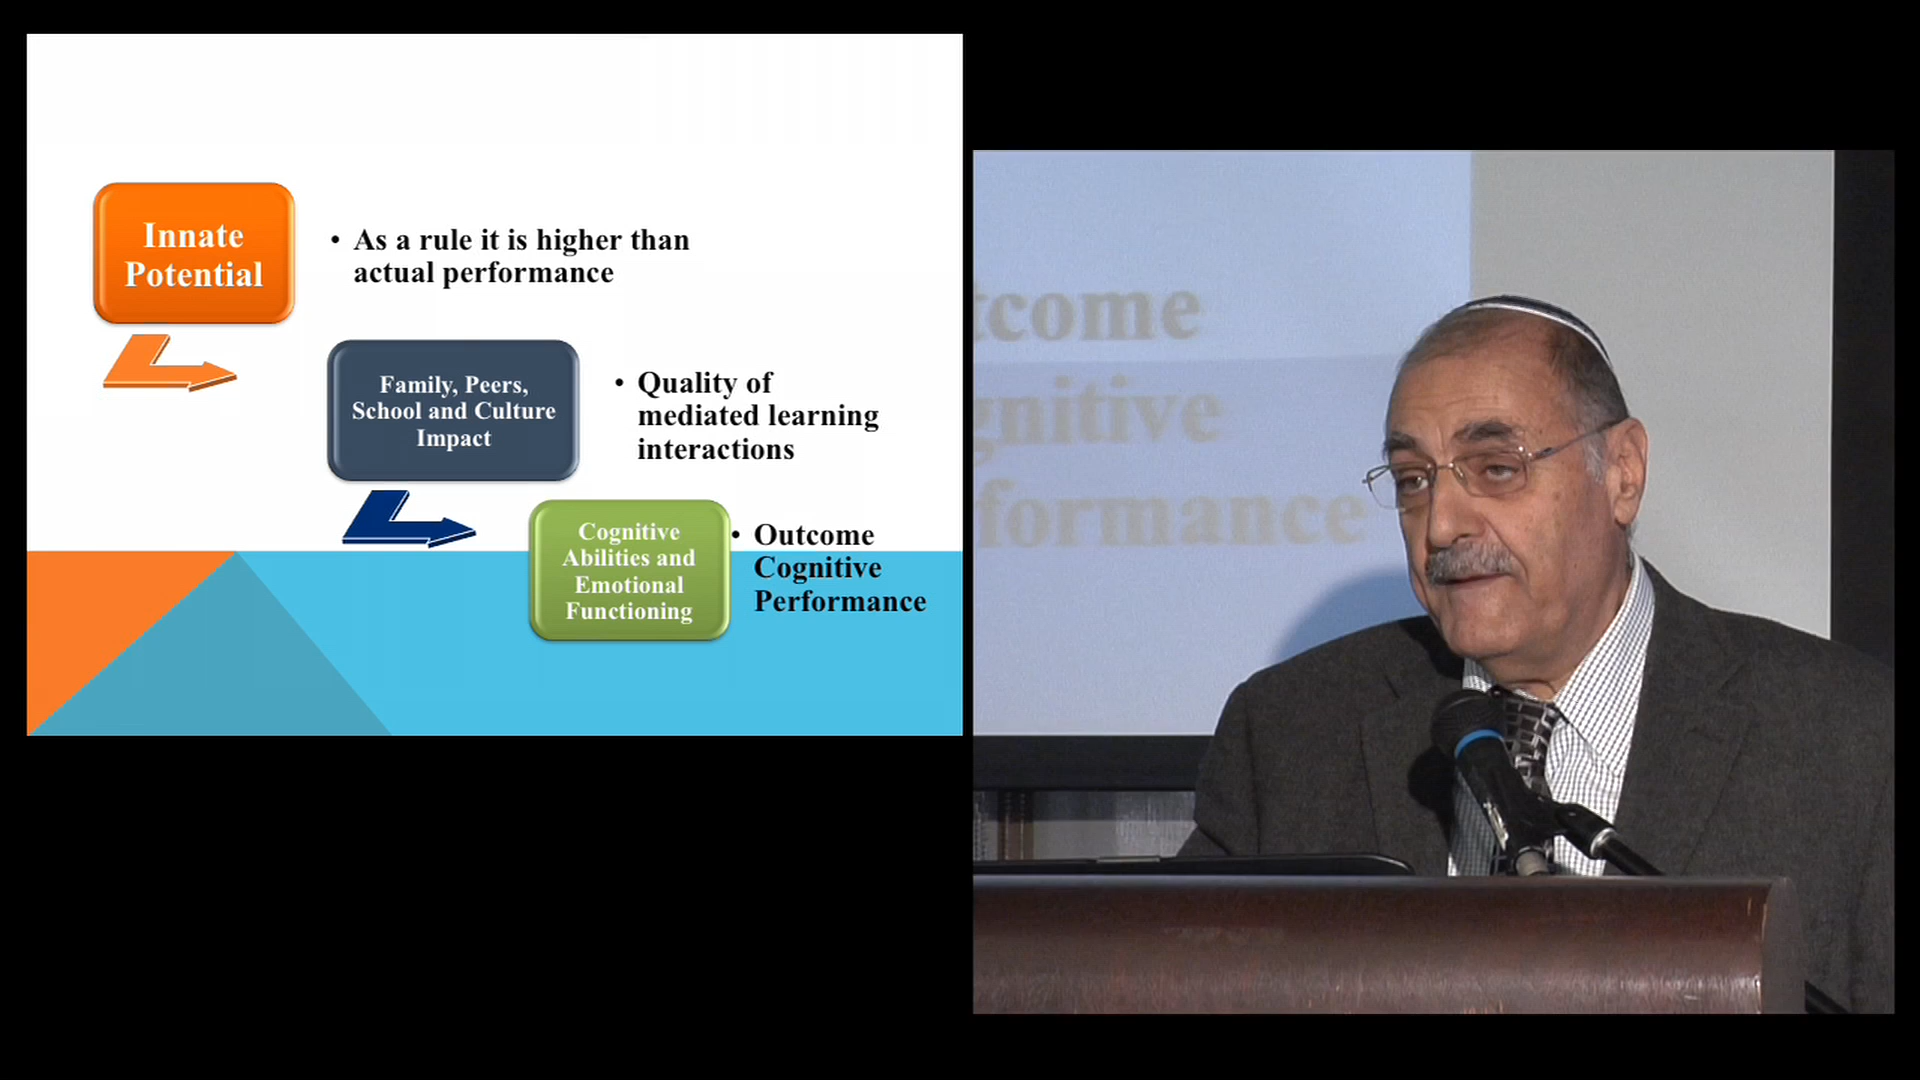 Innate
Potential
• As a rule it is higher than
actual performance
Family, Peers,
School and Culture
Impact
• Quality of
mediated learning
interactions
Cognitive
Abilities and
Emotional
Functioning
• Outcome
Cognitive
Performance
tcome
gnitive
formance